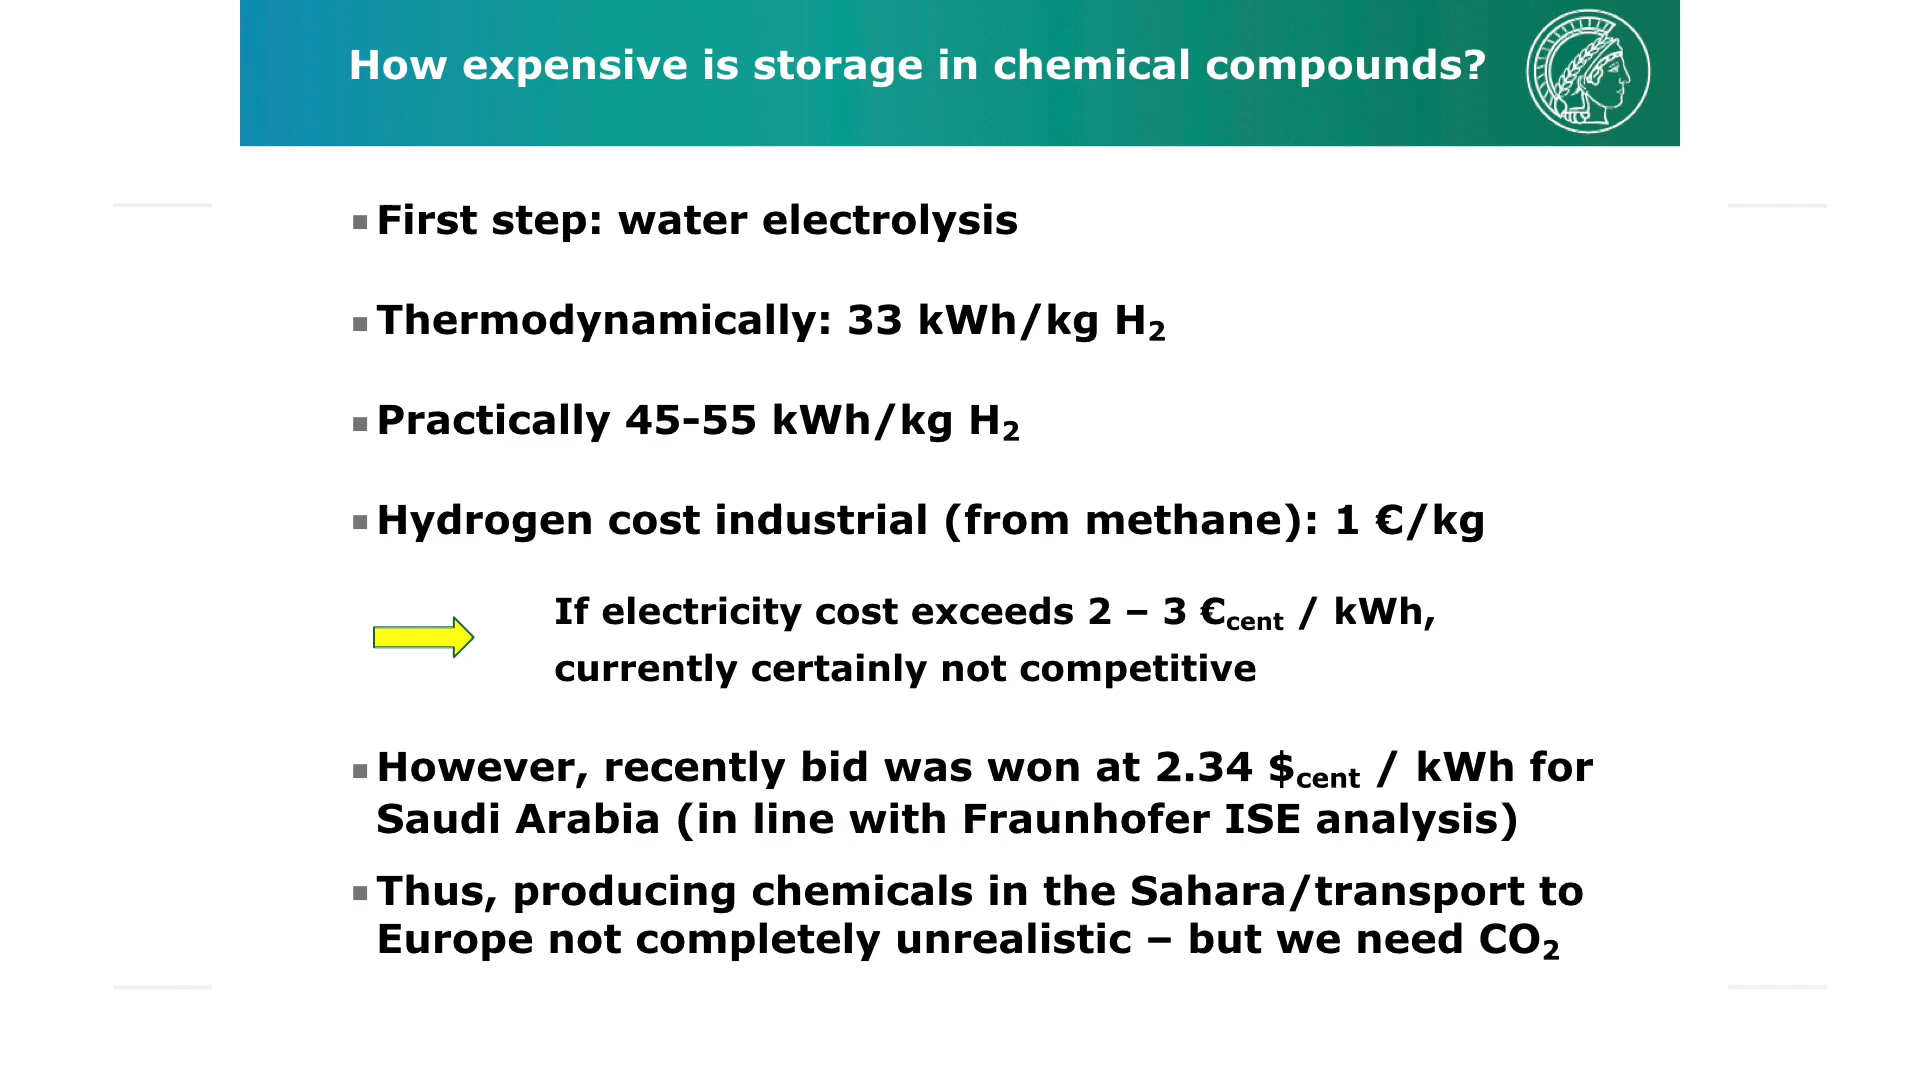 How expensive is storage in chemical compounds?
First step: water electrolysis
Thermodynamically: 33 kWh/kg H₂
Practically 45-55 kWh/kg H₂
Hydrogen cost industrial (from methane): 1 €/kg
If electricity cost exceeds 2 – 3 €cent / kWh,
currently certainly not competitive
However, recently bid was won at 2.34 $cent / kWh for
Saudi Arabia (in line with Fraunhofer ISE analysis)
Thus, producing chemicals in the Sahara/transport to
Europe not completely unrealistic – but we need CO₂